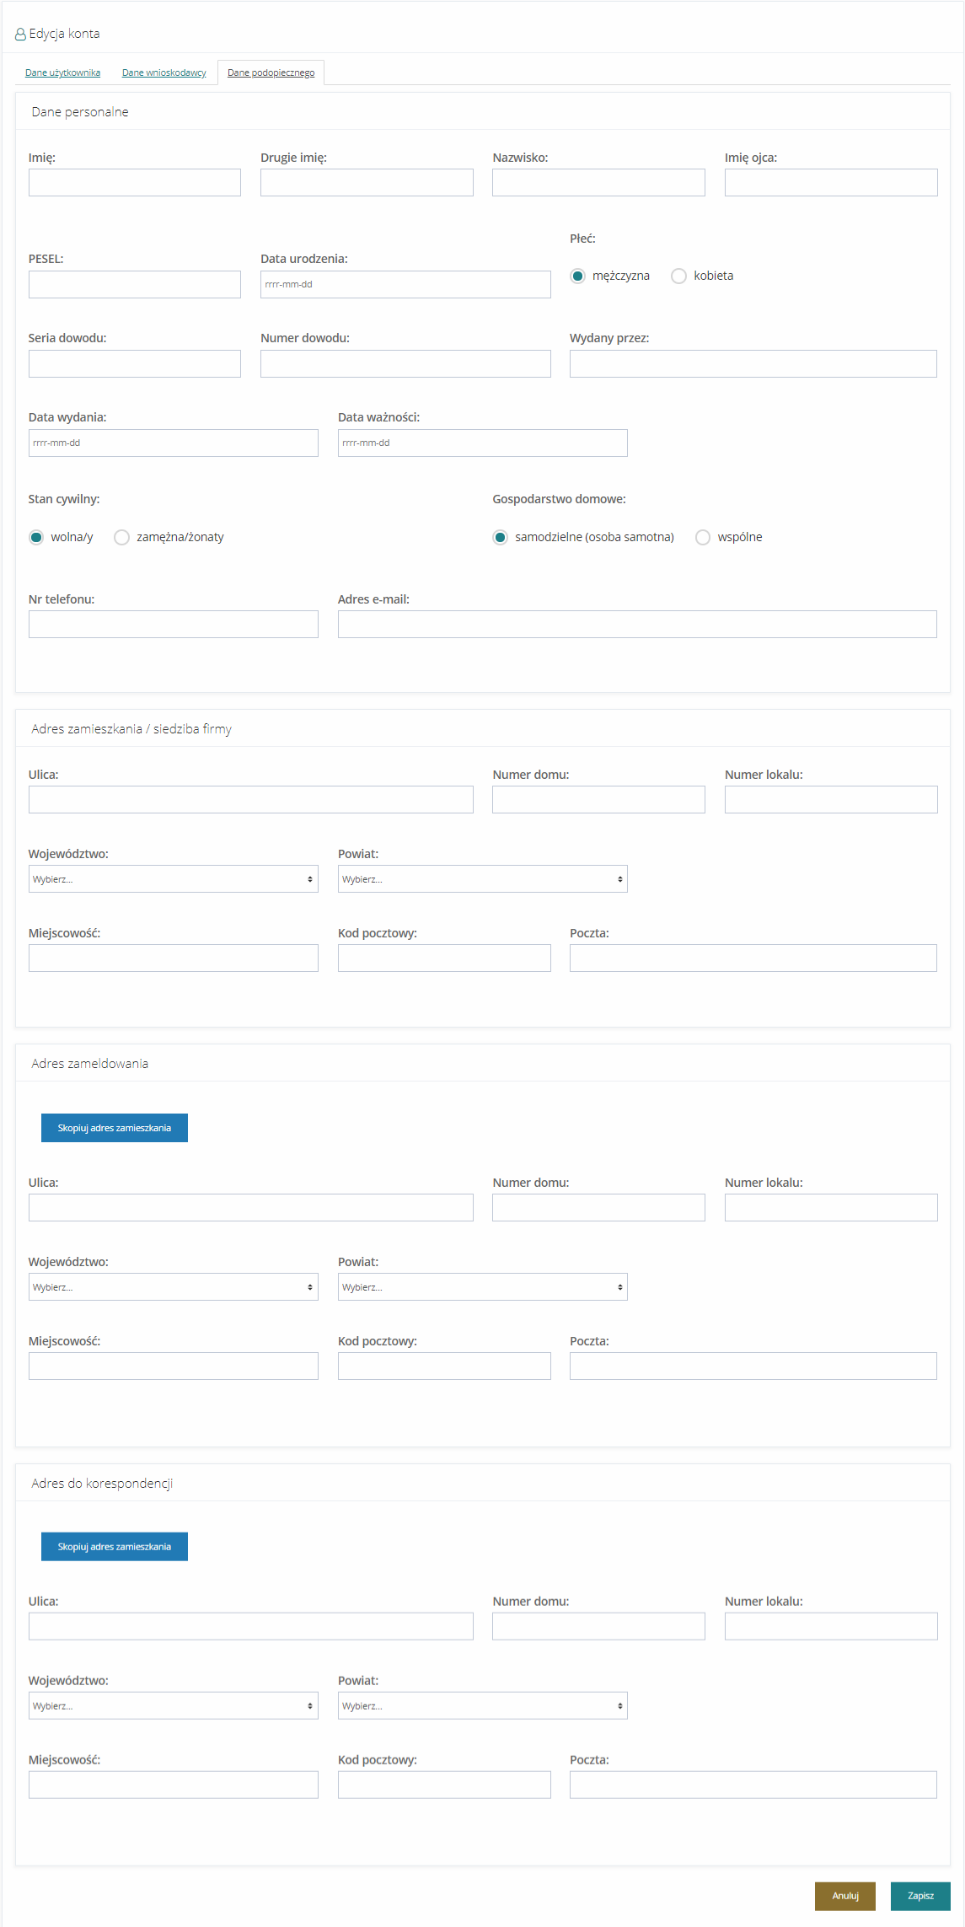 Edycja konta
Dane użytkownika Dane wnioskodawcy Dane podopiecznego
Dane personalne
Imię: Drugie imię: Nazwisko: Imię ojca:
Płeć:
PESEL: Data urodzenia:
mężczyzna kobieta
rrrr-mm-dd
Seria dowodu: Numer dowodu: Wydany przez:
Data wydania: Data ważności:
rrrr-mm-dd rrrr-mm-dd
Stan cywilny: Gospodarstwo domowe:
wolna/y zamężna/żonaty samodzielne (osoba samotna) wspólne
Nr telefonu: Adres e-mail:
Adres zamieszkania / siedziba firmy
Ulica: Numer domu: Numer lokalu:
Województwo: Powiat:
Wybierz... Wybierz...
Miejscowość: Kod pocztowy: Poczta:
Adres zameldowania
Skopiuj adres zamieszkania
Ulica: Numer domu: Numer lokalu:
Województwo: Powiat:
Wybierz... Wybierz...
Miejscowość: Kod pocztowy: Poczta:
Adres do korespondencji
Skopiuj adres zamieszkania
Ulica: Numer domu: Numer lokalu:
Województwo: Powiat:
Wybierz... Wybierz...
Miejscowość: Kod pocztowy: Poczta:
Anuluj Zapisz